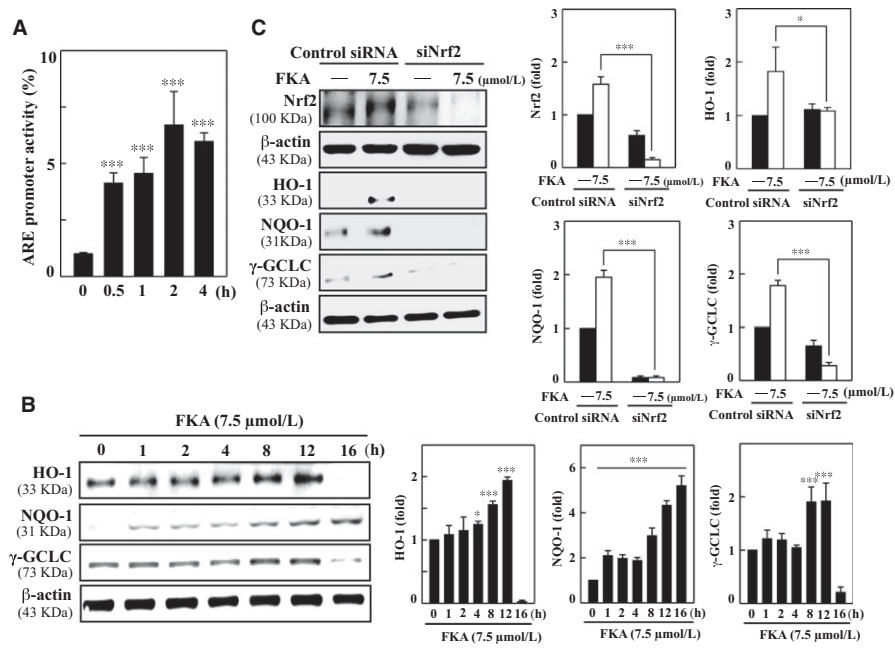 A
ARE promoter activity (%)
10
5
0
***
***
***
***
0 0.5 1 2 4 (h)
C
Control siRNA siNrf2
FKA — 7.5 — 7.5 (μmol/L)
Nrf2
(100 KDa)
β-actin
(43 KDa)
HO-1
(33 KDa)
NQO-1
(31KDa)
γ-GCLC
(73 KDa)
β-actin
(43 KDa)
Nrf2 (fold)
3
2
1
0
***
FKA —7.5 —7.5 (μmol/L)
Control siRNA siNrf2
HO-1 (fold)
3
2
1
0
*
—7.5 —7.5 (μmol/L)
Control siRNA siNrf2
NQO-1 (fold)
3
2
1
0
***
FKA —7.5 —7.5 (μmol/L)
Control siRNA siNrf2
γ-GCLC (fold)
3
2
1
0
***
FKA —7.5 —7.5 (μmol/L)
Control siRNA siNrf2
B
FKA (7.5 μmol/L)
0 1 2 4 8 12 16 (h)
HO-1
(33 KDa)
NQO-1
(31 KDa)
γ-GCLC
(73 KDa)
β-actin
(43 KDa)
HO-1 (fold)
2
1
0
*
***
***
0 1 2 4 8 12 16 (h)
FKA (7.5 μmol/L)
NQO-1 (fold)
6
4
2
0
***
0 1 2 4 8 12 16 (h)
FKA (7.5 μmol/L)
γ-GCLC (fold)
2
1
0
***
***
0 1 2 4 8 12 16 (h)
FKA (7.5 μmol/L)